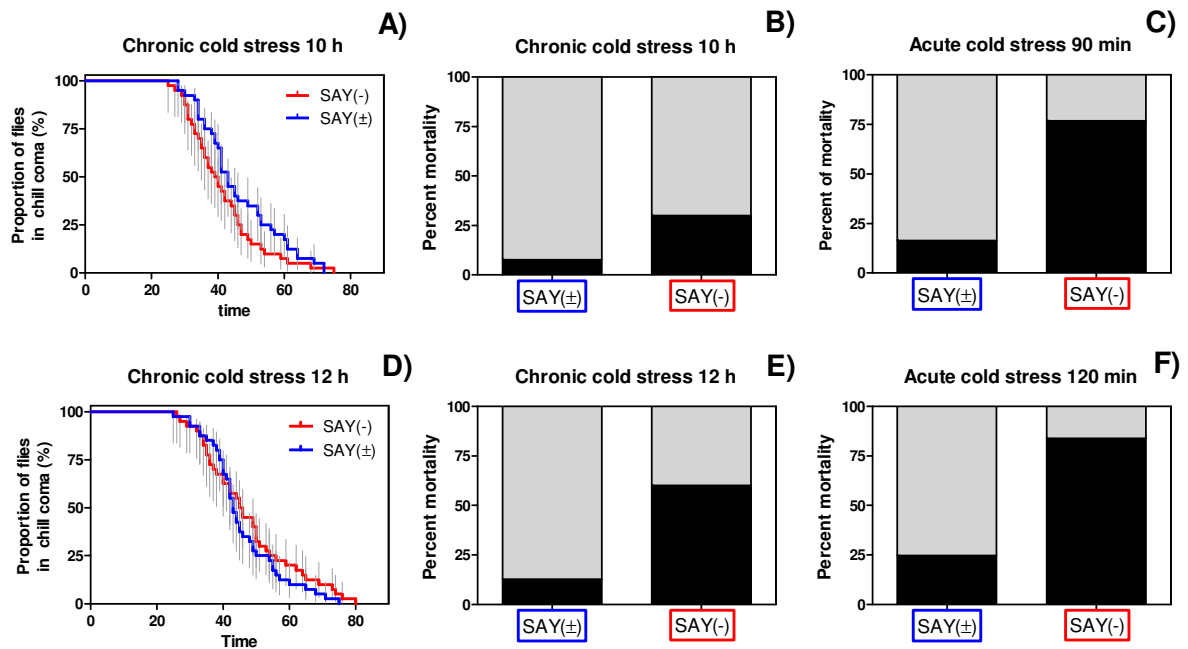 A)
Chronic cold stress 10 h
Proportion of flies
in chill coma (%)
100
75
50
25
0
0
20
40
60
80
time
SAY(-)
SAY(±)
B)
Chronic cold stress 10 h
Percent mortality
100
75
50
25
0
SAY(±)
SAY(-)
C)
Acute cold stress 90 min
Percent of mortality
100
75
50
25
0
SAY(±)
SAY(-)
D)
Chronic cold stress 12 h
Proportion of flies
in chill coma (%)
100
75
50
25
0
0
20
40
60
80
Time
SAY(-)
SAY(±)
E)
Chronic cold stress 12 h
Percent mortality
100
75
50
25
0
SAY(±)
SAY(-)
F)
Acute cold stress 120 min
Percent mortality
100
75
50
25
0
SAY(±)
SAY(-)